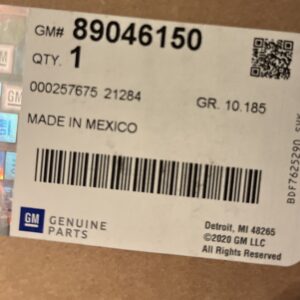 GM# 89046150
QTY. 1
000257675 21284
GR. 10.185
MADE IN MEXICO
GM
GENUINE
PARTS
Detroit, MI 48265
©2020 GM LLC
All Rights Reserved
BDF7625290
GM